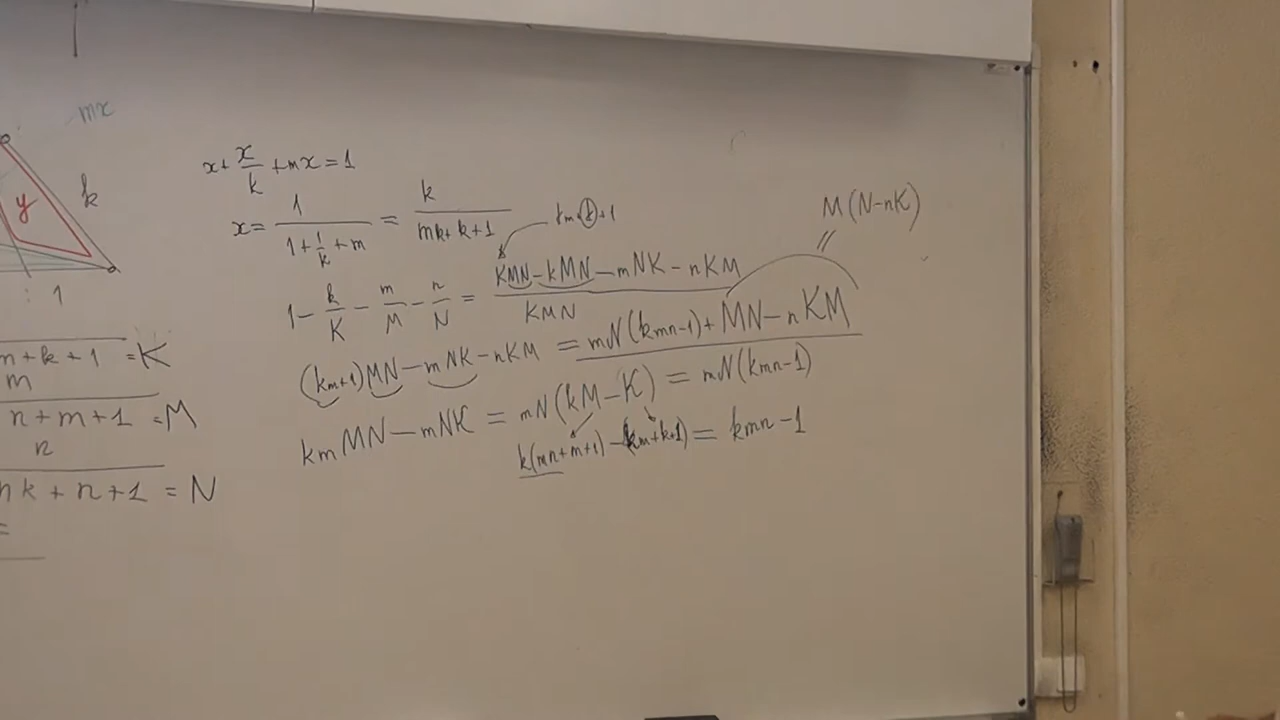 mx
y
k
1
n+k+1 = K
m
n+m+1 = M
n
nk+n+1 = N
=
x + x/k + mx = 1
x = 1/(1 + 1/k + m) = k/(mk + k + 1)
km + k + 1
1 - k/K - m/M - n/N = (KMN - kMN - mNK - nKM)/KMN
M(N-nK)
(km+1)MN - mNK - nKM = mN(kmn-1) + MN - nKM
kmMN - mNK = mN(kM-K) = mN(kmn-1)
k(mn+m+1) - (km+k+1) = kmn-1